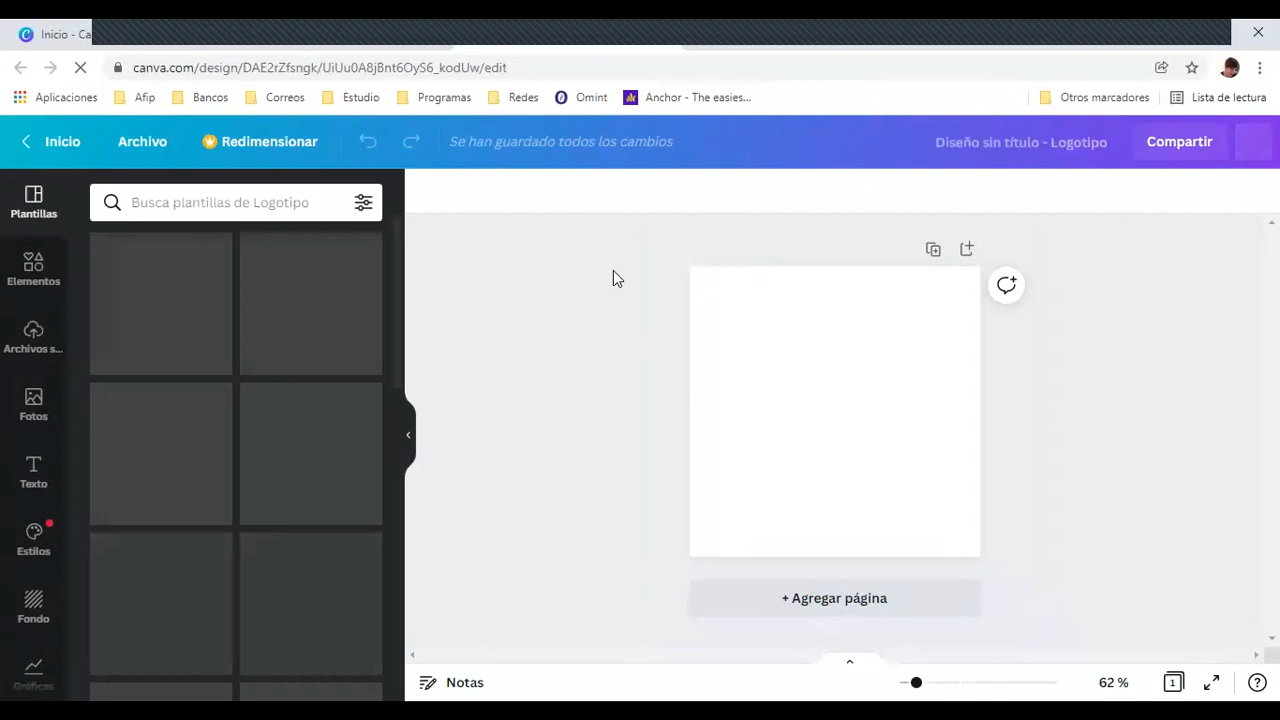 Inicio - Ca
canva.com/design/DAE2rZfsngk/UiUu0A8jBnt6OyS6_kodUw/edit
Aplicaciones Afip Bancos Correos Estudio Programas Redes Omint Anchor - The easies... Otros marcadores Lista de lectura
Inicio Archivo Redimensionar Se han guardado todos los cambios Diseño sin título - Logotipo Compartir
Plantillas
Busca plantillas de Logotipo
Elementos
Archivos s...
Fotos
Texto
Estilos
Fondo
Gráficas
+ Agregar página
Notas 62 % 1